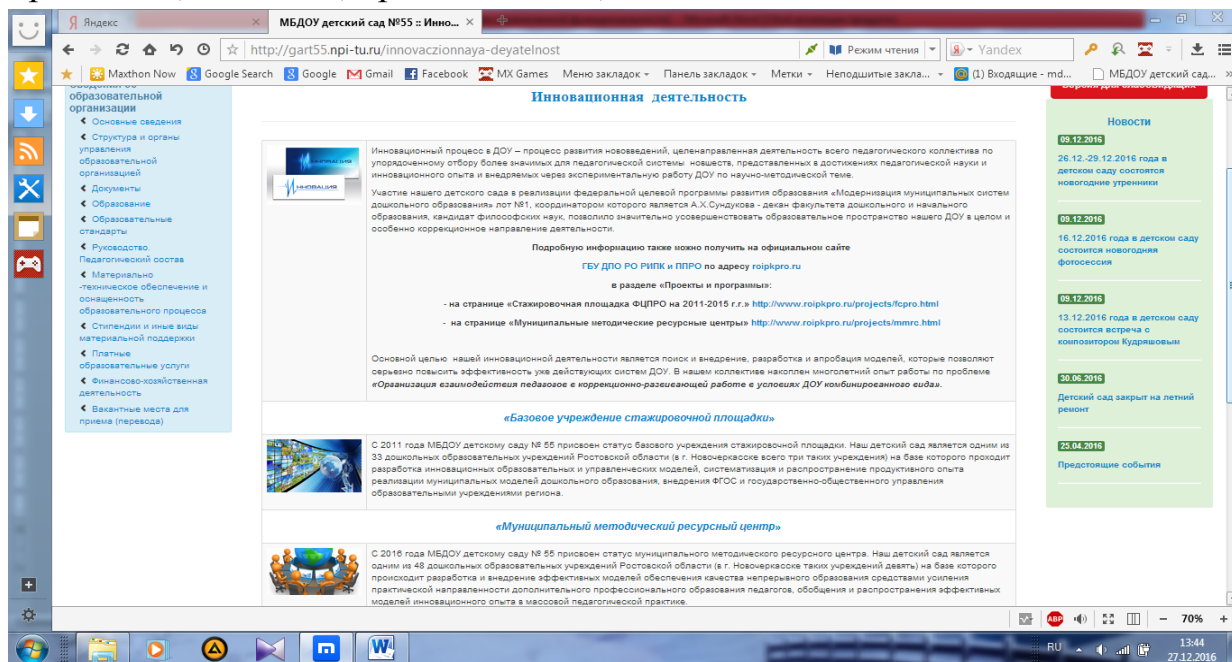 Яндекс
МБДОУ детский сад №55 :: Инно...
http://gart55.npi-tu.ru/innovaczionnaya-deyatelnost
Режим чтения
Yandex
Maxthon Now
Google Search
Google
Gmail
Facebook
MX Games
Меню закладок
Панель закладок
Метки
Неподшитые закла...
(1) Входящие - md...
МБДОУ детский сад...
образовательной
организации
Основные сведения
Структура и органы
управления
образовательной
организацией
Документы
Образование
Образовательные
стандарты
Руководство.
Педагогический состав
Материально
-техническое обеспечение и
оснащенность
образовательного процесса
Стипендии и иные виды
материальной поддержки
Платные
образовательные услуги
Финансово-хозяйственная
деятельность
Вакантные места для
приема (перевода)
Инновационная деятельность
Инновационный процесс в ДОУ – процесс развития нововведений, целенаправленная деятельность всего педагогического коллектива по
упорядоченному отбору более значимых для педагогической системы новшеств, представленных в достижениях педагогической науки и
инновационного опыта и внедряемых через экспериментальную работу ДОУ по научно-методической теме.
Участие нашего детского сада в реализации федеральной целевой программы развития образования «Модернизация муниципальных систем
дошкольного образования» лот №1, координатором которого является А.Х.Сундукова - декан факультета дошкольного и начального
образования, кандидат философских наук, позволило значительно усовершенствовать образовательное пространство нашего ДОУ в целом и
особенно коррекционное направление деятельности.
Подробную информацию также можно получить на официальном сайте
ГБУ ДПО РО РИПК и ППРО по адресу roipkpro.ru
в разделе «Проекты и программы»:
- на странице «Стажировочная площадка ФЦПРО на 2011-2015 г.г.» http://www.roipkpro.ru/projects/fcpro.html
- на странице «Муниципальные методические ресурсные центры» http://www.roipkpro.ru/projects/mmrc.html
Основной целью нашей инновационной деятельности является поиск и внедрение, разработка и апробация моделей, которые позволяют
серьезно повысить эффективность уже действующих систем ДОУ. В нашем коллективе накоплен многолетний опыт работы по проблеме
«Организация взаимодействия педагогов в коррекционно-развивающей работе в условиях ДОУ комбинированного вида».
«Базовое учреждение стажировочной площадки»
С 2011 года МБДОУ детскому саду № 55 присвоен статус базового учреждения стажировочной площадки. Наш детский сад является одним из
33 дошкольных образовательных учреждений Ростовской области (в г. Новочеркасске всего три таких учреждения) на базе которого проходит
разработка инновационных образовательных и управленческих моделей, систематизация и распространение продуктивного опыта
реализации муниципальных моделей дошкольного образования, внедрения ФГОС и государственно-общественного управления
образовательными учреждениями региона.
«Муниципальный методический ресурсный центр»
С 2016 года МБДОУ детскому саду № 55 присвоен статус муниципального методического ресурсного центра. Наш детский сад является
одним из 48 дошкольных образовательных учреждений Ростовской области (в г. Новочеркасске таких учреждений девять) на базе которого
происходит разработка и внедрение эффективных моделей обеспечения качества непрерывного образования средствами усиления
практической направленности дополнительного профессионального образования педагогов, обобщения и распространения эффективных
моделей инновационного опыта в массовой педагогической практике.
Новости
09.12.2016
26.12.-29.12.2016 года в
детском саду состоятся
новогодние утренники
09.12.2016
16.12.2016 года в детском саду
состоится новогодняя
фотосессия
09.12.2016
13.12.2016 года в детском саду
состоится встреча с
композитором Кудряшовым
30.06.2016
Детский сад закрыт на летний
ремонт
25.04.2016
Предстоящие события
ABP
70%
RU
13:44
27.12.2016